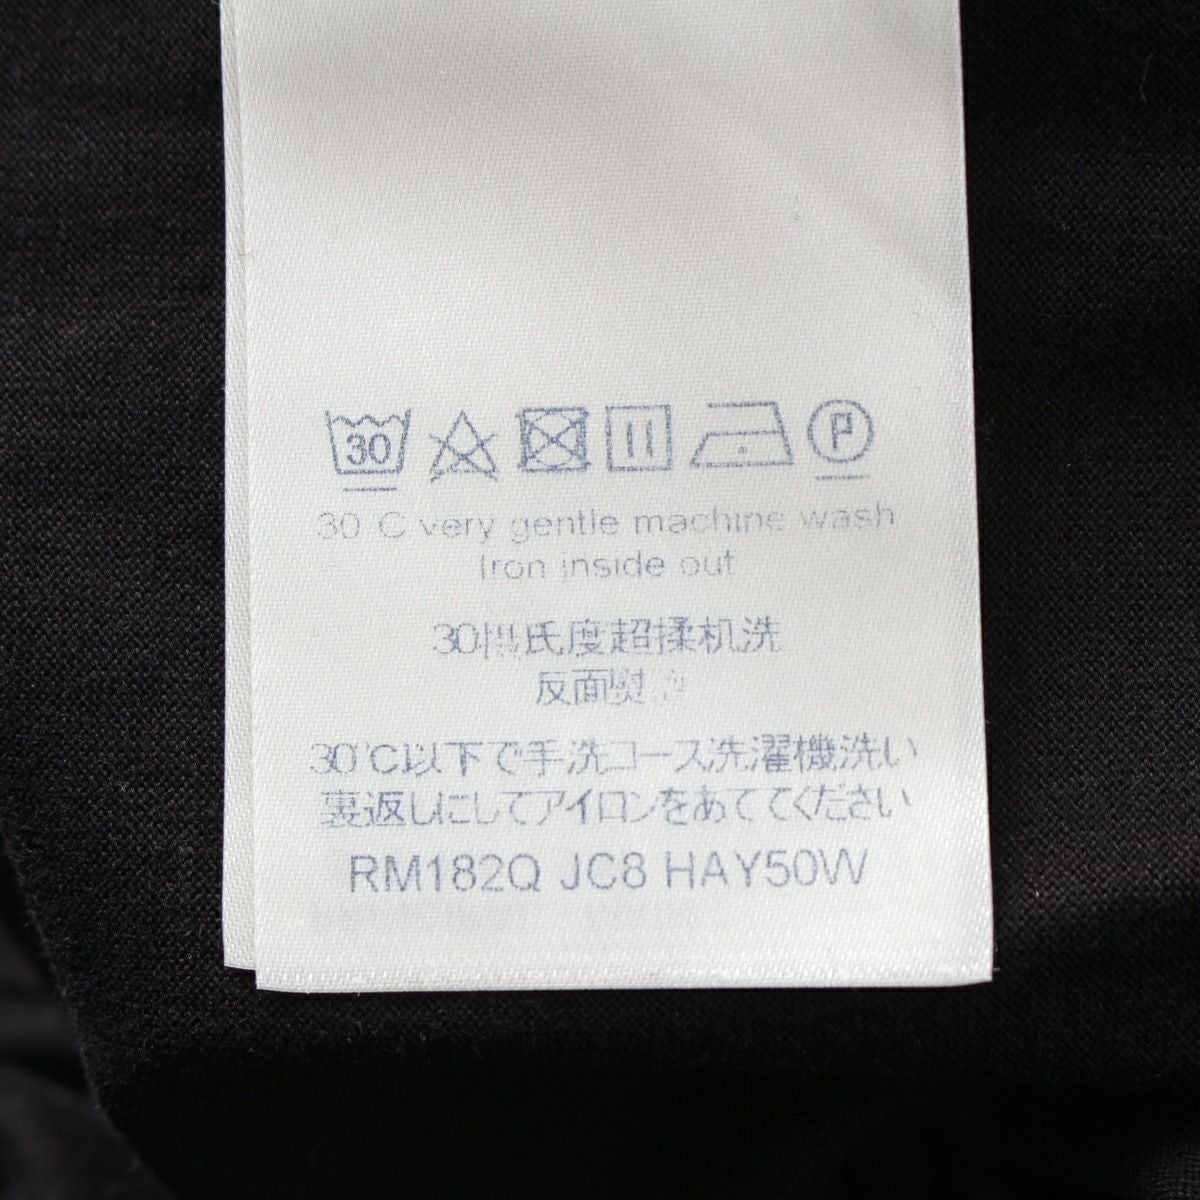 30
P
30°C very gentle machine wash
Iron inside out
30摄氏度超揉机洗
反面熨
30℃以下で手洗コース洗濯機洗い
裏返しにしてアイロンをあててください
RM182Q JC8 HAY50W